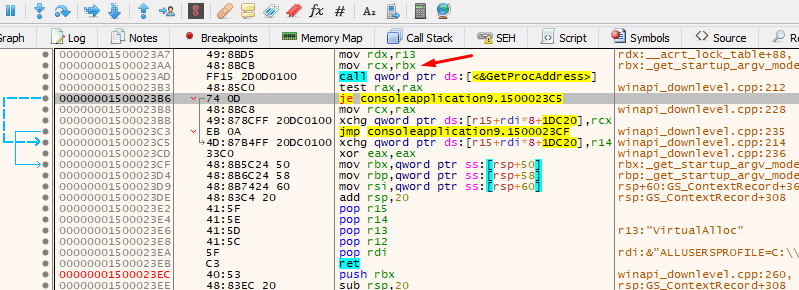 fx # A₂
Graph Log Notes Breakpoints Memory Map Call Stack SEH Script Symbols Source
00000001500023A7 49:8BD5 mov rdx,r13 rdx:__acrt_lock_table+88,
00000001500023AA 48:8BCB mov rcx,rbx rbx:_get_startup_argv_mode
00000001500023AD FF15 2D0D0100 call qword ptr ds:[<&GetProcAddress>]
00000001500023B3 48:85C0 test rax,rax winapi_downlevel.cpp:212
00000001500023B6 74 0D je consoleapplication9.1500023C5
00000001500023B8 48:8BC8 mov rcx,rax winapi_downlevel.cpp:228
00000001500023BB 49:878CFF 20DC0100 xchg qword ptr ds:[r15+rdi*8+1DC20],rcx
00000001500023C3 EB 0A jmp consoleapplication9.1500023CF winapi_downlevel.cpp:235
00000001500023C5 4D:87B4FF 20DC0100 xchg qword ptr ds:[r15+rdi*8+1DC20],r14 winapi_downlevel.cpp:214
00000001500023CD 33C0 xor eax,eax winapi_downlevel.cpp:236
00000001500023CF 48:8B5C24 50 mov rbx,qword ptr ss:[rsp+50] rbx:_get_startup_argv_mode
00000001500023D4 48:8B6C24 58 mov rbp,qword ptr ss:[rsp+58] rbp:_get_startup_argv_mode
00000001500023D9 48:8B7424 60 mov rsi,qword ptr ss:[rsp+60] rsp+60:GS_ContextRecord+36
00000001500023DE 48:83C4 20 add rsp,20 rsp:GS_ContextRecord+308
00000001500023E2 41:5F pop r15
00000001500023E4 41:5E pop r14
00000001500023E6 41:5D pop r13 r13:"VirtualAlloc"
00000001500023E8 41:5C pop r12
00000001500023EA 5F pop rdi rdi:&"ALLUSERSPROFILE=C:\\
00000001500023EB C3 ret
00000001500023EC 40:53 push rbx winapi_downlevel.cpp:260,
00000001500023EE 48:83EC 20 sub rsp,20 rsp:GS_ContextRecord+308